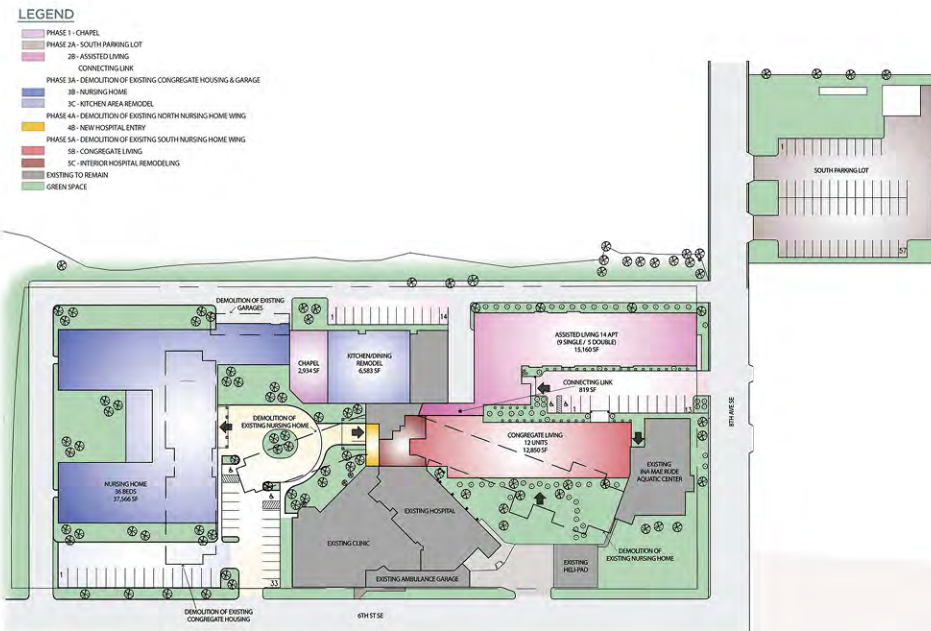 LEGEND
PHASE 1 - CHAPEL
PHASE 2A - SOUTH PARKING LOT
2B - ASSISTED LIVING
CONNECTING LINK
PHASE 3A - DEMOLITION OF EXISTING CONGREGATE HOUSING & GARAGE
3B - NURSING HOME
3C - KITCHEN AREA REMODEL
PHASE 4A - DEMOLITION OF EXISTING NORTH NURSING HOME WING
4B - NEW HOSPITAL ENTRY
PHASE 5A - DEMOLITION OF EXISITNG SOUTH NURSING HOME WING
5B - CONGREGATE LIVING
5C - INTERIOR HOSPITAL REMODELING
EXISTING TO REMAIN
GREEN SPACE
1
SOUTH PARKING LOT
57
DEMOLITION OF EXISTING
GARAGES
1
14
CHAPEL
2,934 SF
KITCHEN/DINING
REMODEL
6,583 SF
ASSISTED LIVING 14 APT
(9 SINGLE / 5 DOUBLE)
15,160 SF
CONNECTING LINK
819 SF
1
13
8TH AVE SE
DEMOLITION OF
EXISTING NURSING HOME
CONGREGATE LIVING
12 UNITS
12,850 SF
EXISTING
INA MAE RUDE
AQUATIC CENTER
NURSING HOME
36 BEDS
37,566 SF
EXISTING HOSPITAL
EXISTING CLINIC
EXISTING AMBULANCE GARAGE
EXISTING
HELI-PAD
DEMOLITION OF
EXISTING NURSING HOME
1
33
DEMOLITION OF EXISTING
CONGREGATE HOUSING
6TH ST SE